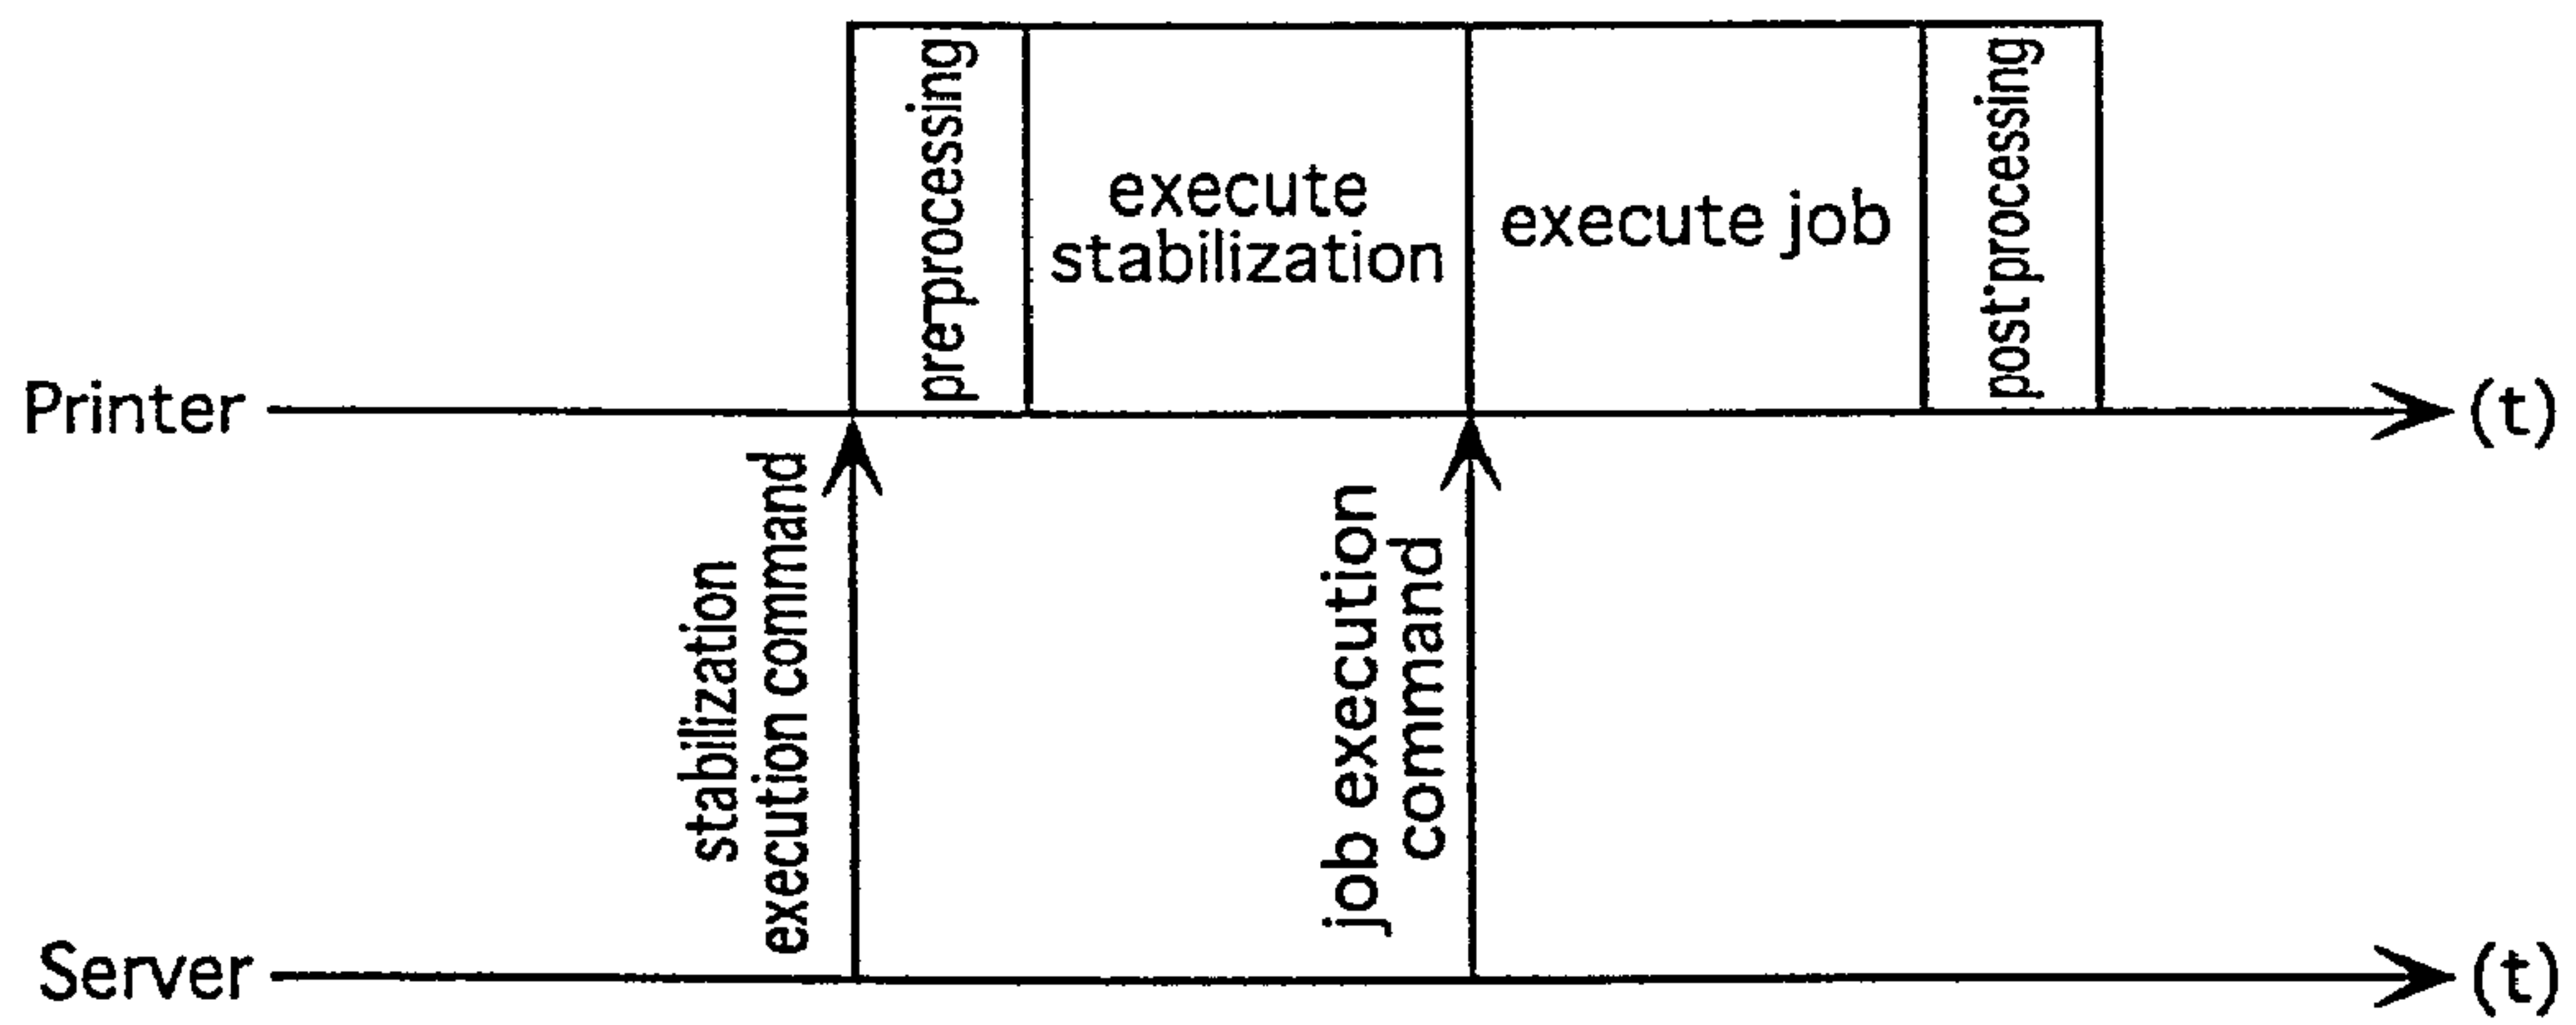 pre-processing
execute
stabilization
execute job
post-processing
Printer
(t)
stabilization
execution command
job execution
command
Server
(t)